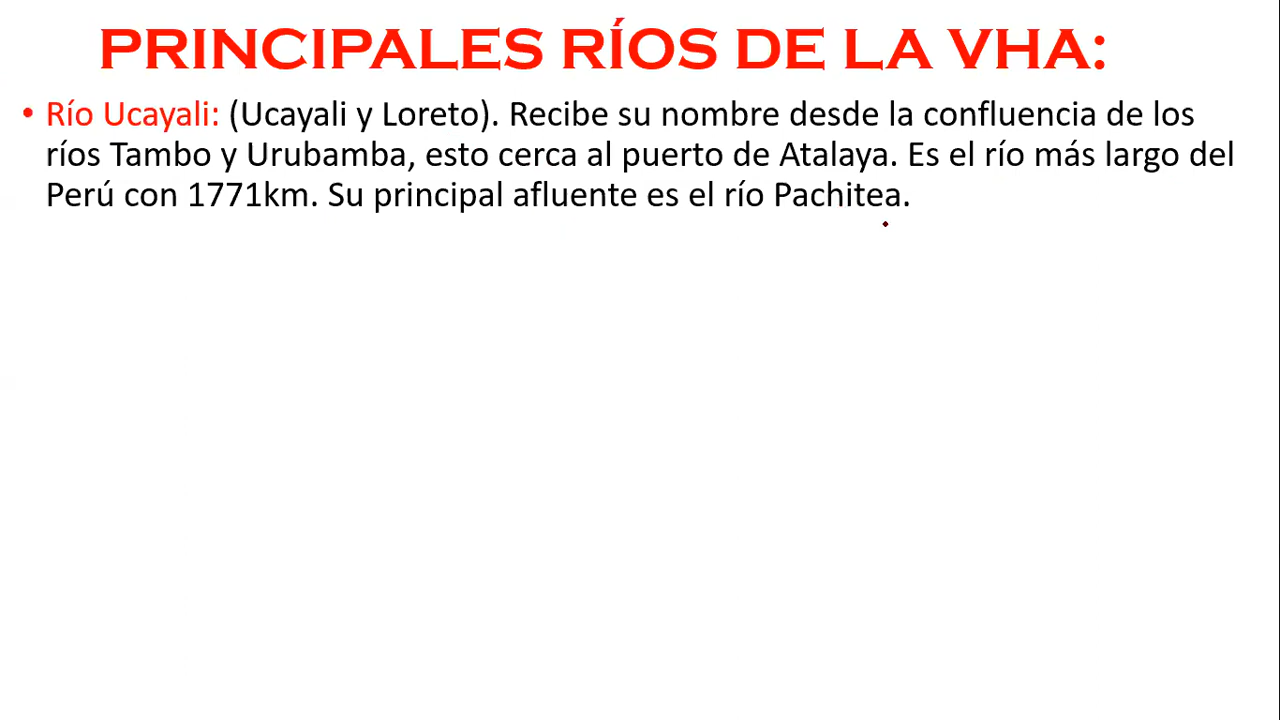 PRINCIPALES RÍOS DE LA VHA:
• Río Ucayali: (Ucayali y Loreto). Recibe su nombre desde la confluencia de los
ríos Tambo y Urubamba, esto cerca al puerto de Atalaya. Es el río más largo del
Perú con 1771km. Su principal afluente es el río Pachitea.